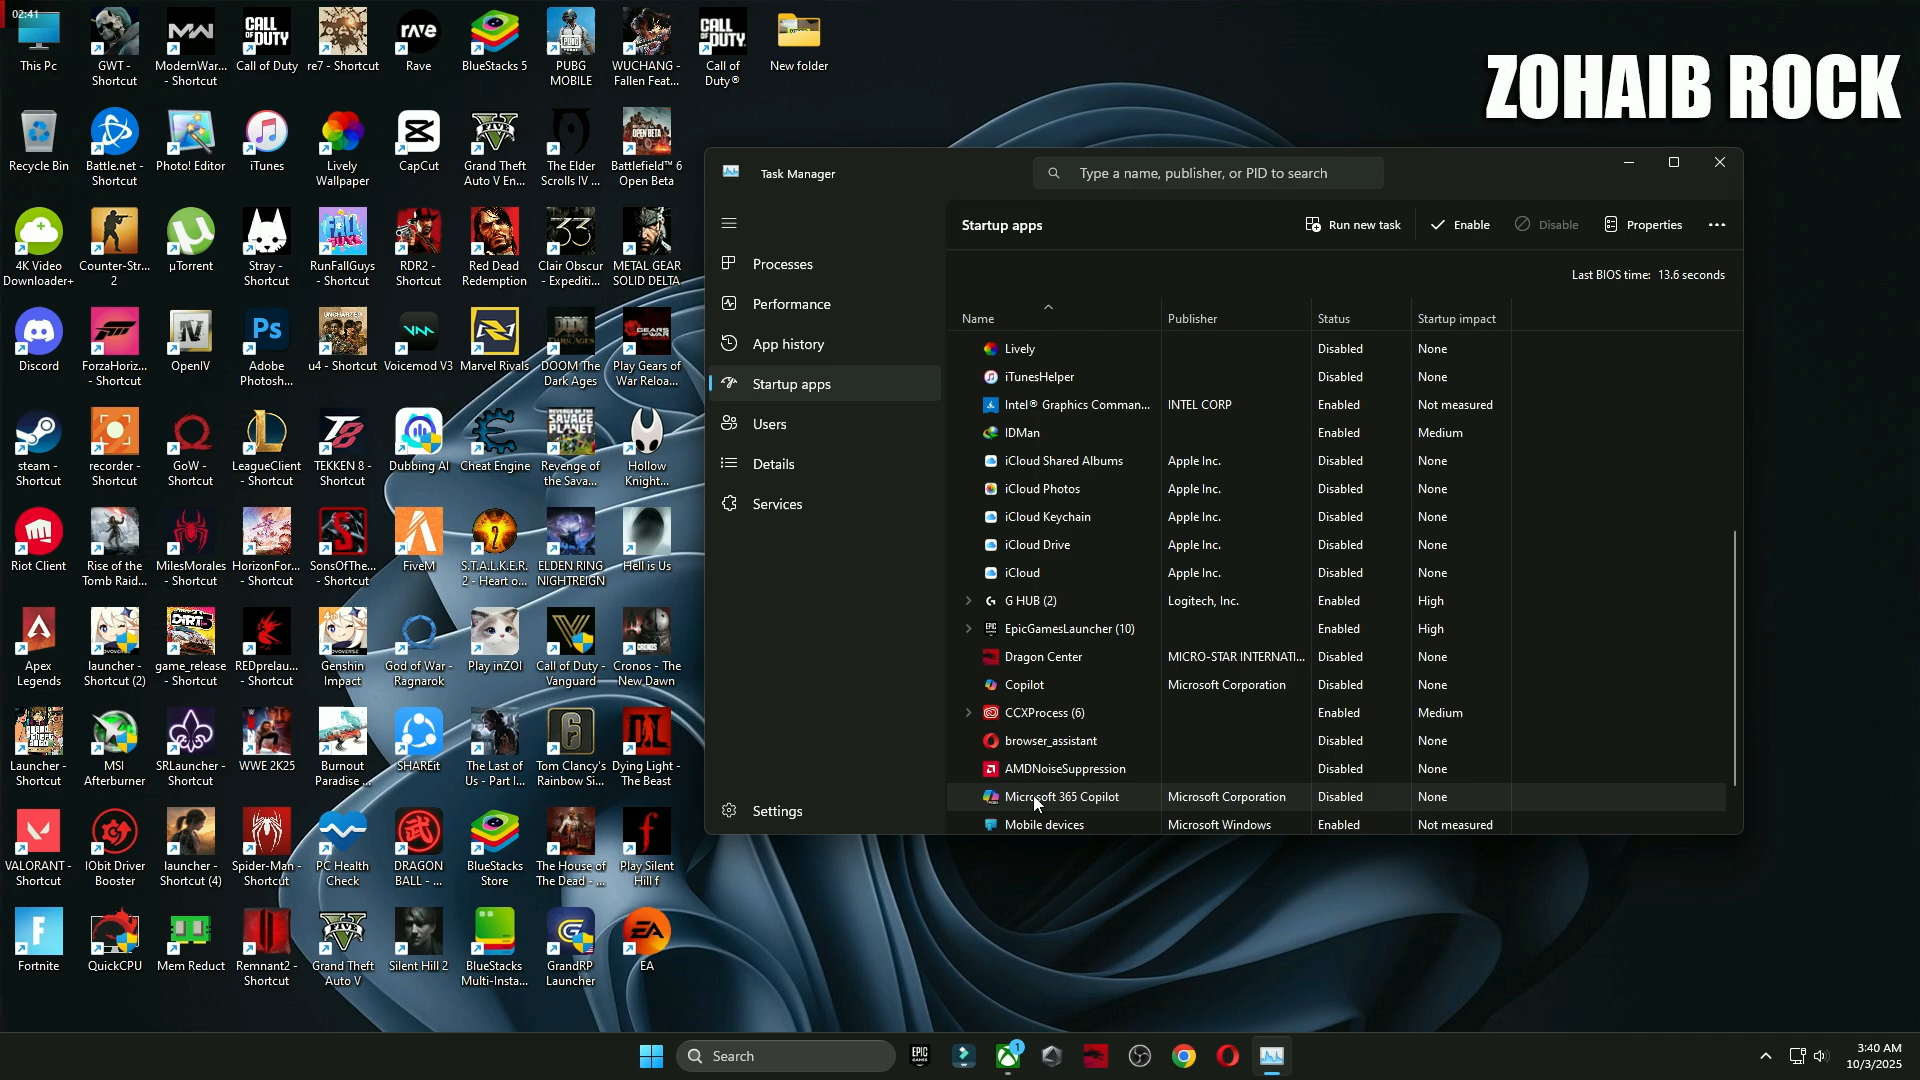 02:41
This Pc
GWT -
Shortcut
ModernWar...
- Shortcut
Call of Duty
re7 - Shortcut
Rave
BlueStacks 5
PUBG
MOBILE
WUCHANG -
Fallen Feat...
Call of
Duty®
New folder
ZOHAIB ROCK
Recycle Bin
Battle.net -
Shortcut
Photo! Editor
iTunes
Lively
Wallpaper
CapCut
Grand Theft
Auto V En...
The Elder
Scrolls IV ...
Battlefield™ 6
Open Beta
4K Video
Downloader+
Counter-Str...
2
µTorrent
Stray -
Shortcut
RunFallGuys
- Shortcut
RDR2 -
Shortcut
Red Dead
Redemption
Clair Obscur
- Expediti...
METAL GEAR
SOLID DELTA
Discord
ForzaHoriz...
- Shortcut
OpenIV
Adobe
Photosh...
u4 - Shortcut
Voicemod V3
Marvel Rivals
DOOM The
Dark Ages
Play Gears of
War Reloa...
steam -
Shortcut
recorder -
Shortcut
GoW -
Shortcut
LeagueClient
- Shortcut
TEKKEN 8 -
Shortcut
Dubbing AI
Cheat Engine
Revenge of
the Sava...
Hollow
Knight...
Riot Client
Rise of the
Tomb Raid...
MilesMorales
- Shortcut
HorizonFor...
- Shortcut
SonsOfThe...
- Shortcut
FiveM
S.T.A.L.K.E.R.
2 - Heart o...
ELDEN RING
NIGHTREIGN
Hell is Us
Apex
Legends
launcher -
Shortcut (2)
game_release
- Shortcut
REDprelau...
- Shortcut
Genshin
Impact
God of War -
Ragnarok
Play inZOI
Call of Duty -
Vanguard
Cronos - The
New Dawn
Launcher -
Shortcut
MSI
Afterburner
SRLauncher -
Shortcut
WWE 2K25
Burnout
Paradise ...
SHAREit
The Last of
Us - Part I...
Tom Clancy's
Rainbow Si...
Dying Light -
The Beast
VALORANT -
Shortcut
IObit Driver
Booster
launcher -
Shortcut (4)
Spider-Man -
Shortcut
PC Health
Check
DRAGON
BALL - ...
BlueStacks
Store
The House of
The Dead - ...
Play Silent
Hill f
Fortnite
QuickCPU
Mem Reduct
Remnant2 -
Shortcut
Grand Theft
Auto V
Silent Hill 2
BlueStacks
Multi-Insta...
GrandRP
Launcher
EA
Task Manager
Type a name, publisher, or PID to search
Processes
Performance
App history
Startup apps
Users
Details
Services
Settings
Startup apps
Run new task
Enable
Disable
Properties
Last BIOS time: 13.6 seconds
Name Publisher Status Startup impact
Lively Disabled None
iTunesHelper Disabled None
Intel® Graphics Comman... INTEL CORP Enabled Not measured
IDMan Enabled Medium
iCloud Shared Albums Apple Inc. Disabled None
iCloud Photos Apple Inc. Disabled None
iCloud Keychain Apple Inc. Disabled None
iCloud Drive Apple Inc. Disabled None
iCloud Apple Inc. Disabled None
G HUB (2) Logitech, Inc. Enabled High
EpicGamesLauncher (10) Enabled High
Dragon Center MICRO-STAR INTERNATI... Disabled None
Copilot Microsoft Corporation Disabled None
CCXProcess (6) Enabled Medium
browser_assistant Disabled None
AMDNoiseSuppression Disabled None
Microsoft 365 Copilot Microsoft Corporation Disabled None
Mobile devices Microsoft Windows Enabled Not measured
Search
1
3:40 AM
10/3/2025